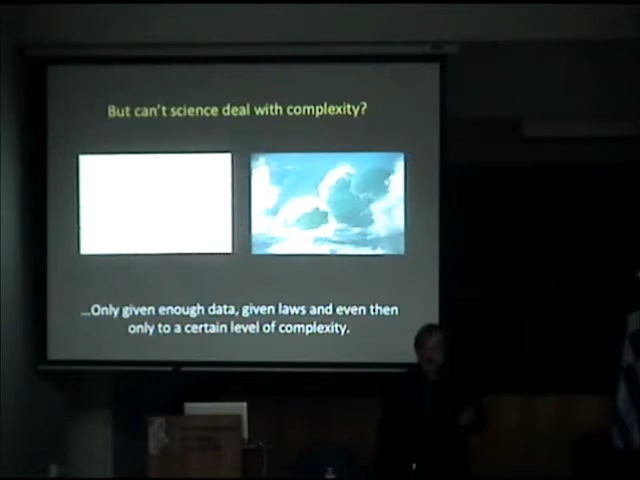 But can't science deal with complexity?
...Only given enough data, given laws and even then
only to a certain level of complexity.